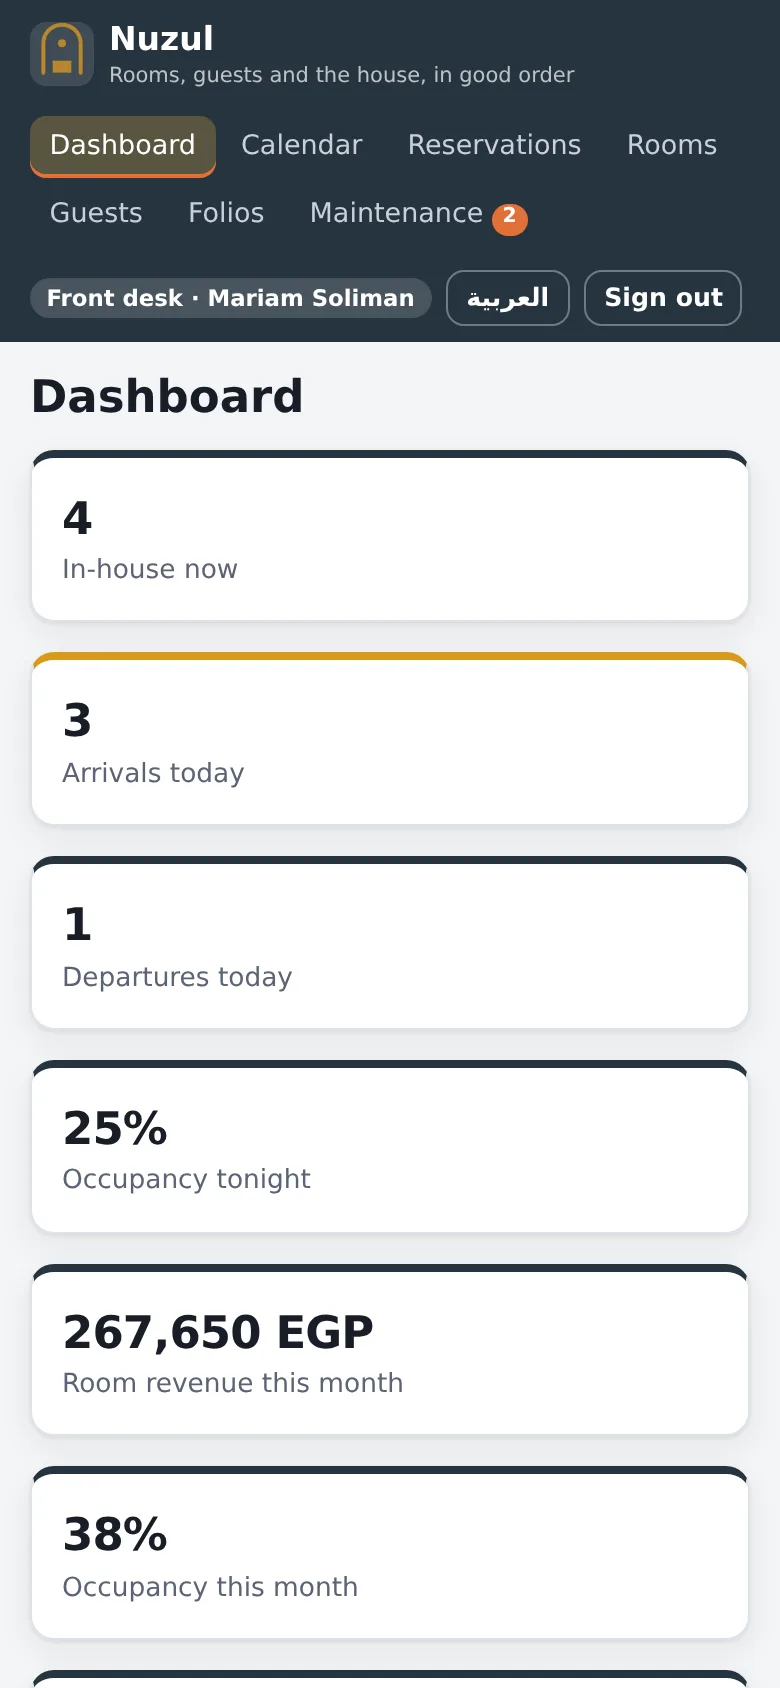 Nuzul
Rooms, guests and the house, in good order
Dashboard Calendar Reservations Rooms
Guests Folios Maintenance 2
Front desk · Mariam Soliman العربية Sign out
Dashboard
4
In-house now
3
Arrivals today
1
Departures today
25%
Occupancy tonight
267,650 EGP
Room revenue this month
38%
Occupancy this month